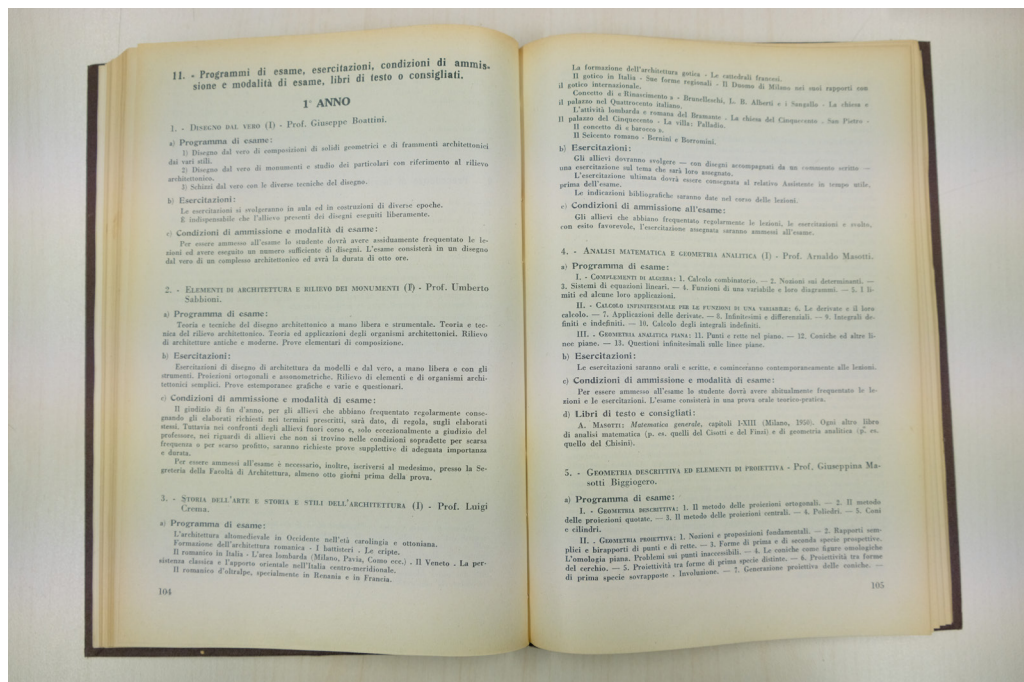 11. - Programmi di esame, esercitazioni, condizioni di ammis-
sione e modalità di esame, libri di testo o consigliati.
1° ANNO
1. - Disegno dal vero (I) - Prof. Giuseppe Boattini.
a) Programma di esame:
1) Disegno dal vero di composizioni di solidi geometrici e di frammenti architettonici
dai vari stili.
2) Disegno dal vero di monumenti e studio dei particolari con riferimento al rilievo
architettonico.
3) Schizzi dal vero con le diverse tecniche del disegno.
b) Esercitazioni:
Le esercitazioni si svolgeranno in aula ed in costruzioni di diverse epoche.
È indispensabile che l'allievo presenti dei disegni eseguiti liberamente.
c) Condizioni di ammissione e modalità di esame:
Per essere ammesso all'esame lo studente dovrà avere assiduamente frequentato le le-
zioni ed avere eseguito un numero sufficiente di disegni. L'esame consisterà in un disegno
dal vero di un complesso architettonico ed avrà la durata di otto ore.
2. - Elementi di architettura e rilievo dei monumenti (I) - Prof. Umberto
Sabbioni.
a) Programma di esame:
Teoria e tecniche del disegno architettonico a mano libera e strumentale. Teoria e tec-
nica del rilievo architettonico. Teoria ed applicazioni degli organismi architettonici. Rilievo
di architetture antiche e moderne. Prove elementari di composizione.
b) Esercitazioni:
Esercitazioni di disegno di architettura da modelli e dal vero, a mano libera e con gli
strumenti. Proiezioni ortogonali e assonometriche. Rilievo di elementi e di organismi archi-
tettonici semplici. Prove estemporanee grafiche e varie e questionari.
c) Condizioni di ammissione e modalità di esame:
Il giudizio di fin d'anno, per gli allievi che abbiano frequentato regolarmente conse-
guando gli elaborati richiesti nei termini prescritti, sarà dato, di regola, sugli elaborati
stessi. Tuttavia nei confronti degli allievi fuori corso e, solo eccezionalmente a giudizio del
professore, nei riguardi di allievi che non si trovino nelle condizioni sopradette per scarsa
frequenza o per scarso profitto, saranno richieste prove suppletive di adeguata importanza
e durata.
Per essere ammessi all'esame è necessario, inoltre, iscriversi al medesimo, presso la Se-
greteria della Facoltà di Architettura, almeno otto giorni prima della prova.
3. - Storia dell'arte e storia e stili dell'architettura (I) - Prof. Luigi
Crema.
a) Programma di esame:
L'architettura altomedievale in Occidente nell'età carolingia e ottoniana.
Formazione dell'architettura romanica - I battisteri . Le cripte.
Il romanico in Italia - L'area lombarda (Milano, Pavia, Como ecc.) . Il Veneto . La per-
sistenza classica e l'apporto orientale nell'Italia centro-meridionale.
Il romanico d'oltralpe, specialmente in Renania e in Francia.
104
La formazione dell'architettura gotica - Le cattedrali francesi.
Il gotico in Italia - Sue forme regionali - Il Duomo di Milano nei suoi rapporti con
il gotico internazionale.
Concetto di « Rinascimento » - Brunelleschi, L. B. Alberti e i Sangallo - La chiesa e
il palazzo nel Quattrocento italiano.
L'attività lombarda e romana del Bramante . La chiesa del Cinquecento . San Pietro -
Il palazzo del Cinquecento - La villa: Palladio.
Il concetto di « barocco ».
Il Seicento romano - Bernini e Borromini.
b) Esercitazioni:
Gli allievi dovranno svolgere — con disegni accompagnati da un commento scritto —
una esercitazione sul tema che sarà loro assegnato.
L'esercitazione ultimata dovrà essere consegnata al relativo Assistente in tempo utile,
prima dell'esame.
Le indicazioni bibliografiche saranno date nel corso delle lezioni.
c) Condizioni di ammissione all'esame:
Gli allievi che abbiano frequentato regolarmente le lezioni, le esercitazioni e svolto,
con esito favorevole, l'esercitazione assegnata saranno ammessi all'esame.
4. - Analisi matematica e geometria analitica (I) - Prof. Arnaldo Masotti.
a) Programma di esame:
I. - Complementi di algebra: 1. Calcolo combinatorio. — 2. Nozioni sui determinanti. —
3. Sistemi di equazioni lineari. — 4. Funzioni di una variabile e loro diagrammi. — 5. I li-
miti ed alcune loro applicazioni.
II. - Calcolo infinitesimale per le funzioni di una variabile: 6. Le derivate e il loro
calcolo. — 7. Applicazioni delle derivate. — 8. Infinitesimi e differenziali. — 9. Integrali de-
finiti e indefiniti. — 10. Calcolo degli integrali indefiniti.
III. - Geometria analitica piana: 11. Punti e rette nel piano. — 12. Coniche ed altre li-
nee piane. — 13. Questioni infinitesimali sulle linee piane.
b) Esercitazioni:
Le esercitazioni saranno orali e scritte, e cominceranno contemporaneamente alle lezioni.
c) Condizioni di ammissione e modalità di esame:
Per essere ammesso all'esame lo studente dovrà avere abitualmente frequentato le le-
zioni e le esercitazioni. L'esame consisterà in una prova orale teorico-pratica.
d) Libri di testo e consigliati:
A. Masotti: Matematica generale, capitoli I-XIII (Milano, 1950). Ogni altro libro
di analisi matematica (p. es. quelli del Cisotti e del Finzi) e di geometria analitica (p. es.
quello del Chisini).
5. - Geometria descrittiva ed elementi di proiettiva - Prof. Giuseppina Ma-
sotti Biggiogero.
a) Programma di esame:
I. - Geometria descrittiva: 1. Il metodo delle proiezioni ortogonali. — 2. Il metodo
delle proiezioni quotate. — 3. Il metodo delle proiezioni centrali. — 4. Poliedri. — 5. Coni
e cilindri.
II. . Geometria proiettiva: 1. Nozioni e proposizioni fondamentali. — 2. Rapporti sem-
plici e birapporti di punti e di rette. — 3. Forme di prima e di seconda specie prospettive.
L'omologia piana. Problemi sui punti inaccessibili. — 4. Le coniche come figure omologiche
del cerchio. — 5. Proiettività tra forme di prima specie distinte. — 6. Proiettività tra forme
di prima specie sovrapposte . Involuzione. — 7. Generazione proiettiva delle coniche. —
105